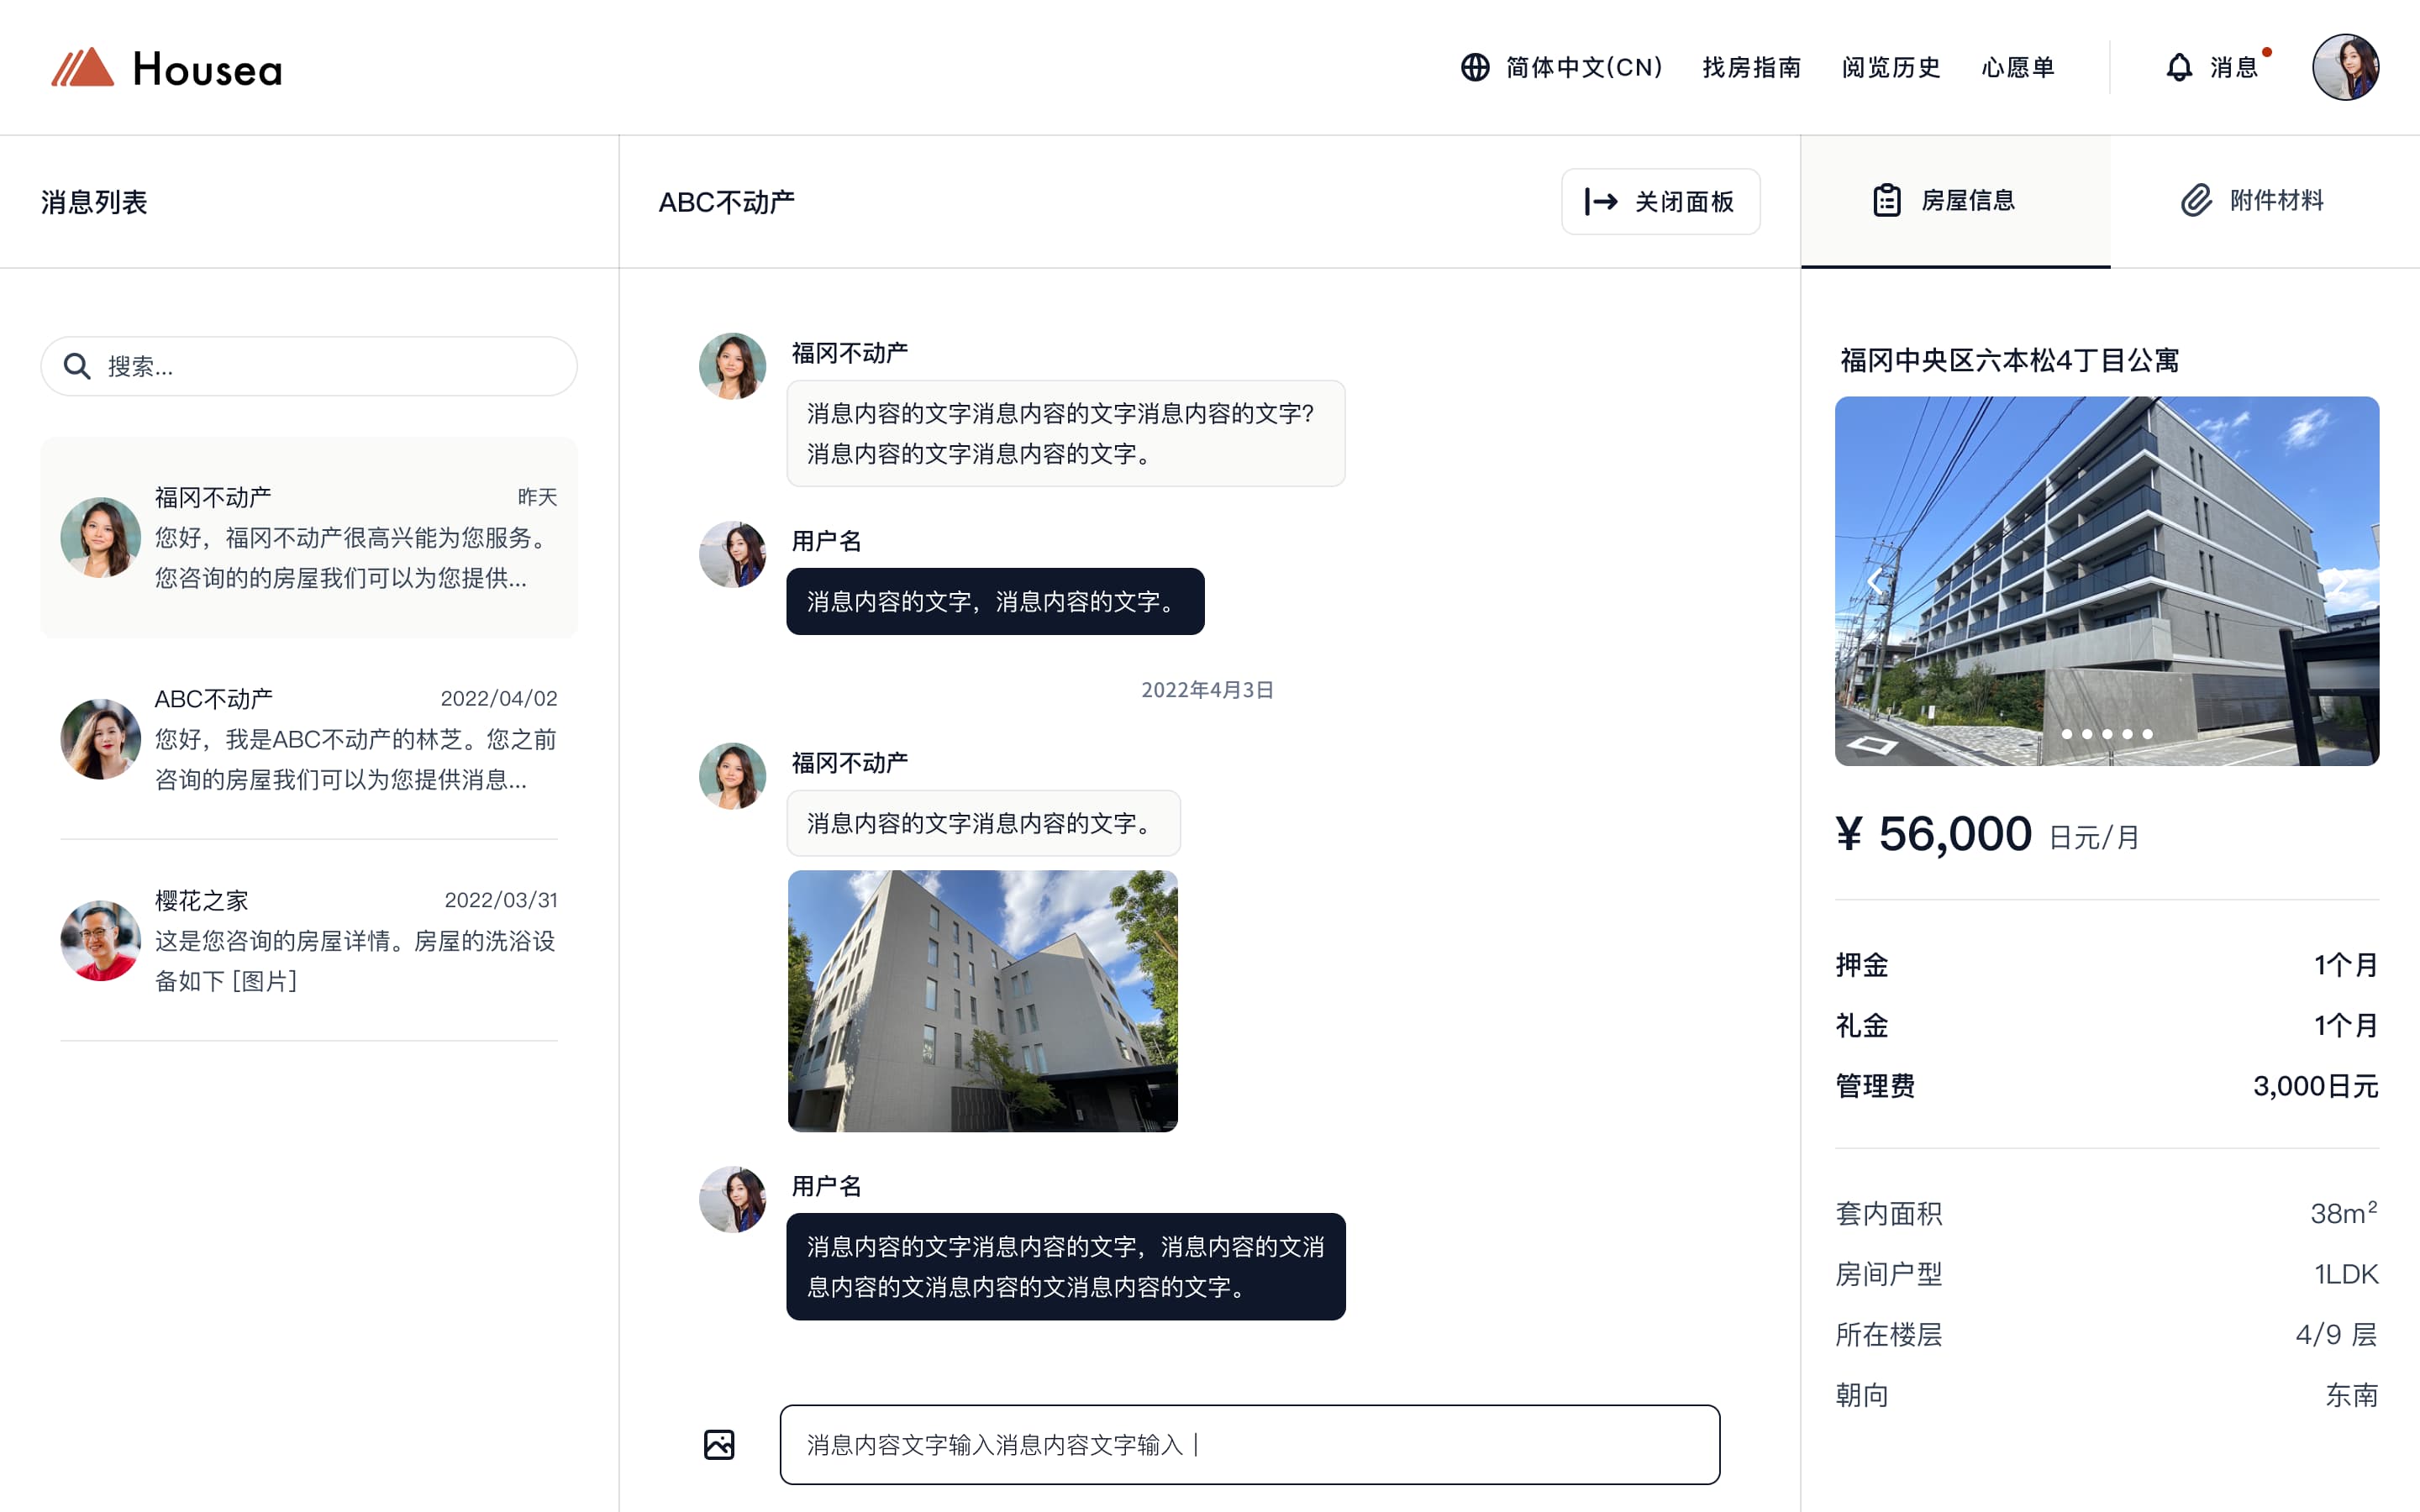 Housea
简体中文(CN)
找房指南
阅览历史
心愿单
消息
消息列表
搜索...
福冈不动产
昨天
您好，福冈不动产很高兴能为您服务。
您咨询的的房屋我们可以为您提供...
ABC不动产
2022/04/02
您好，我是ABC不动产的林芝。您之前
咨询的房屋我们可以为您提供消息...
樱花之家
2022/03/31
这是您咨询的房屋详情。房屋的洗浴设
备如下 [图片]
ABC不动产
关闭面板
福冈不动产
消息内容的文字消息内容的文字消息内容的文字?
消息内容的文字消息内容的文字。
用户名
消息内容的文字，消息内容的文字。
2022年4月3日
福冈不动产
消息内容的文字消息内容的文字。
用户名
消息内容的文字消息内容的文字，消息内容的文消
息内容的文消息内容的文消息内容的文字。
消息内容文字输入消息内容文字输入
房屋信息
附件材料
福冈中央区六本松4丁目公寓
¥ 56,000 日元/月
押金 1个月
礼金 1个月
管理费 3,000日元
套内面积 38m²
房间户型 1LDK
所在楼层 4/9 层
朝向 东南